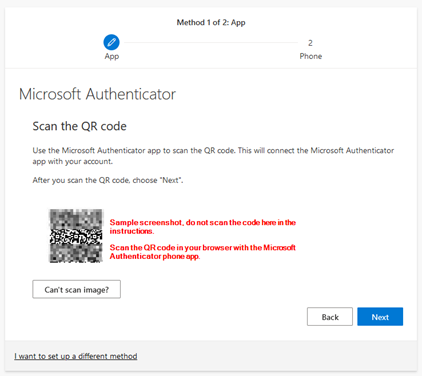 Method 1 of 2: App
2
App
Phone
Microsoft Authenticator
Scan the QR code
Use the Microsoft Authenticator app to scan the QR code. This will connect the Microsoft Authenticator
app with your account.
After you scan the QR code, choose "Next".
Sample screenshot, do not scan the code here in the
instructions.
Scan the QR code in your browser with the Microsoft
Authenticator phone app.
Can't scan image?
Back
Next
I want to set up a different method